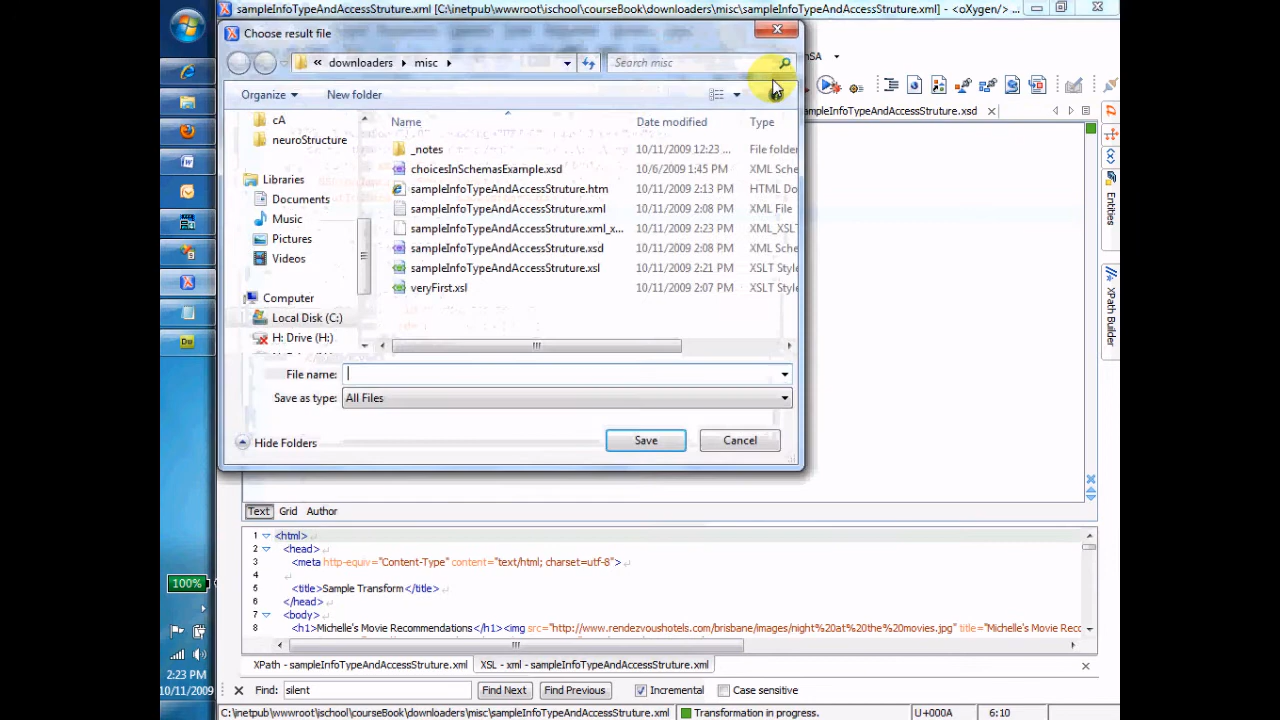 sampleInfoTypeAndAccessStruture.xml [C:\inetpub\wwwroot\ischool\courseBook\downloaders\misc\sampleInfoTypeAndAccessStruture.xml] - <oXygen/> ...
Choose result file
« downloaders misc
Search misc
Organize
New folder
sampleInfoTypeAndAccessStruture.xsd
Name
Date modified
Type
cA
neuroStructure
Libraries
Documents
Music
Pictures
Videos
Computer
Local Disk (C:)
H: Drive (H:)
_notes 10/11/2009 12:23 ... File folder
choicesInSchemasExample.xsd 10/6/2009 1:45 PM XML Sche
sampleInfoTypeAndAccessStruture.htm 10/11/2009 2:13 PM HTML Do
sampleInfoTypeAndAccessStruture.xml 10/11/2009 2:08 PM XML File
sampleInfoTypeAndAccessStruture.xml_x... 10/11/2009 2:23 PM XML_XSLT
sampleInfoTypeAndAccessStruture.xsd 10/11/2009 2:08 PM XML Sche
sampleInfoTypeAndAccessStruture.xsl 10/11/2009 2:21 PM XSLT Style
veryFirst.xsl 10/11/2009 2:07 PM XSLT Style
File name:
Save as type: All Files
Hide Folders
Save
Cancel
Entities
XPath Builder
Text Grid Author
1 <html>
2 <head>
3 <meta http-equiv="Content-Type" content="text/html; charset=utf-8">
4
5 <title>Sample Transform</title>
6 </head>
7 <body>
8 <h1>Michelle's Movie Recommendations</h1><img src="http://www.rendezvoushotels.com/brisbane/images/night%20at%20the%20movies.jpg" title="Michelle's Movie Recc
XPath - sampleInfoTypeAndAccessStruture.xml
XSL - xml - sampleInfoTypeAndAccessStruture.xml
Find: silent
Find Next
Find Previous
Incremental
Case sensitive
C:\inetpub\wwwroot\ischool\courseBook\downloaders\misc\sampleInfoTypeAndAccessStruture.xml
Transformation in progress.
U+000A
6:10
100%
2:23 PM
10/11/2009
Du